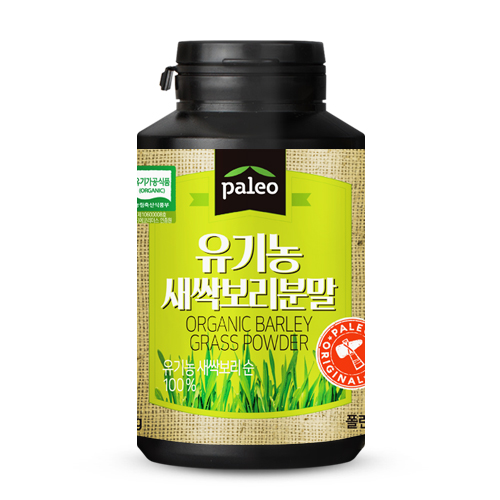 paleo
유기가공식품
(ORGANIC)
유기농
새싹보리분말
ORGANIC BARLEY
GRASS POWDER
PALEO
ORIGINAL
유기농 새싹보리 순
100%
g